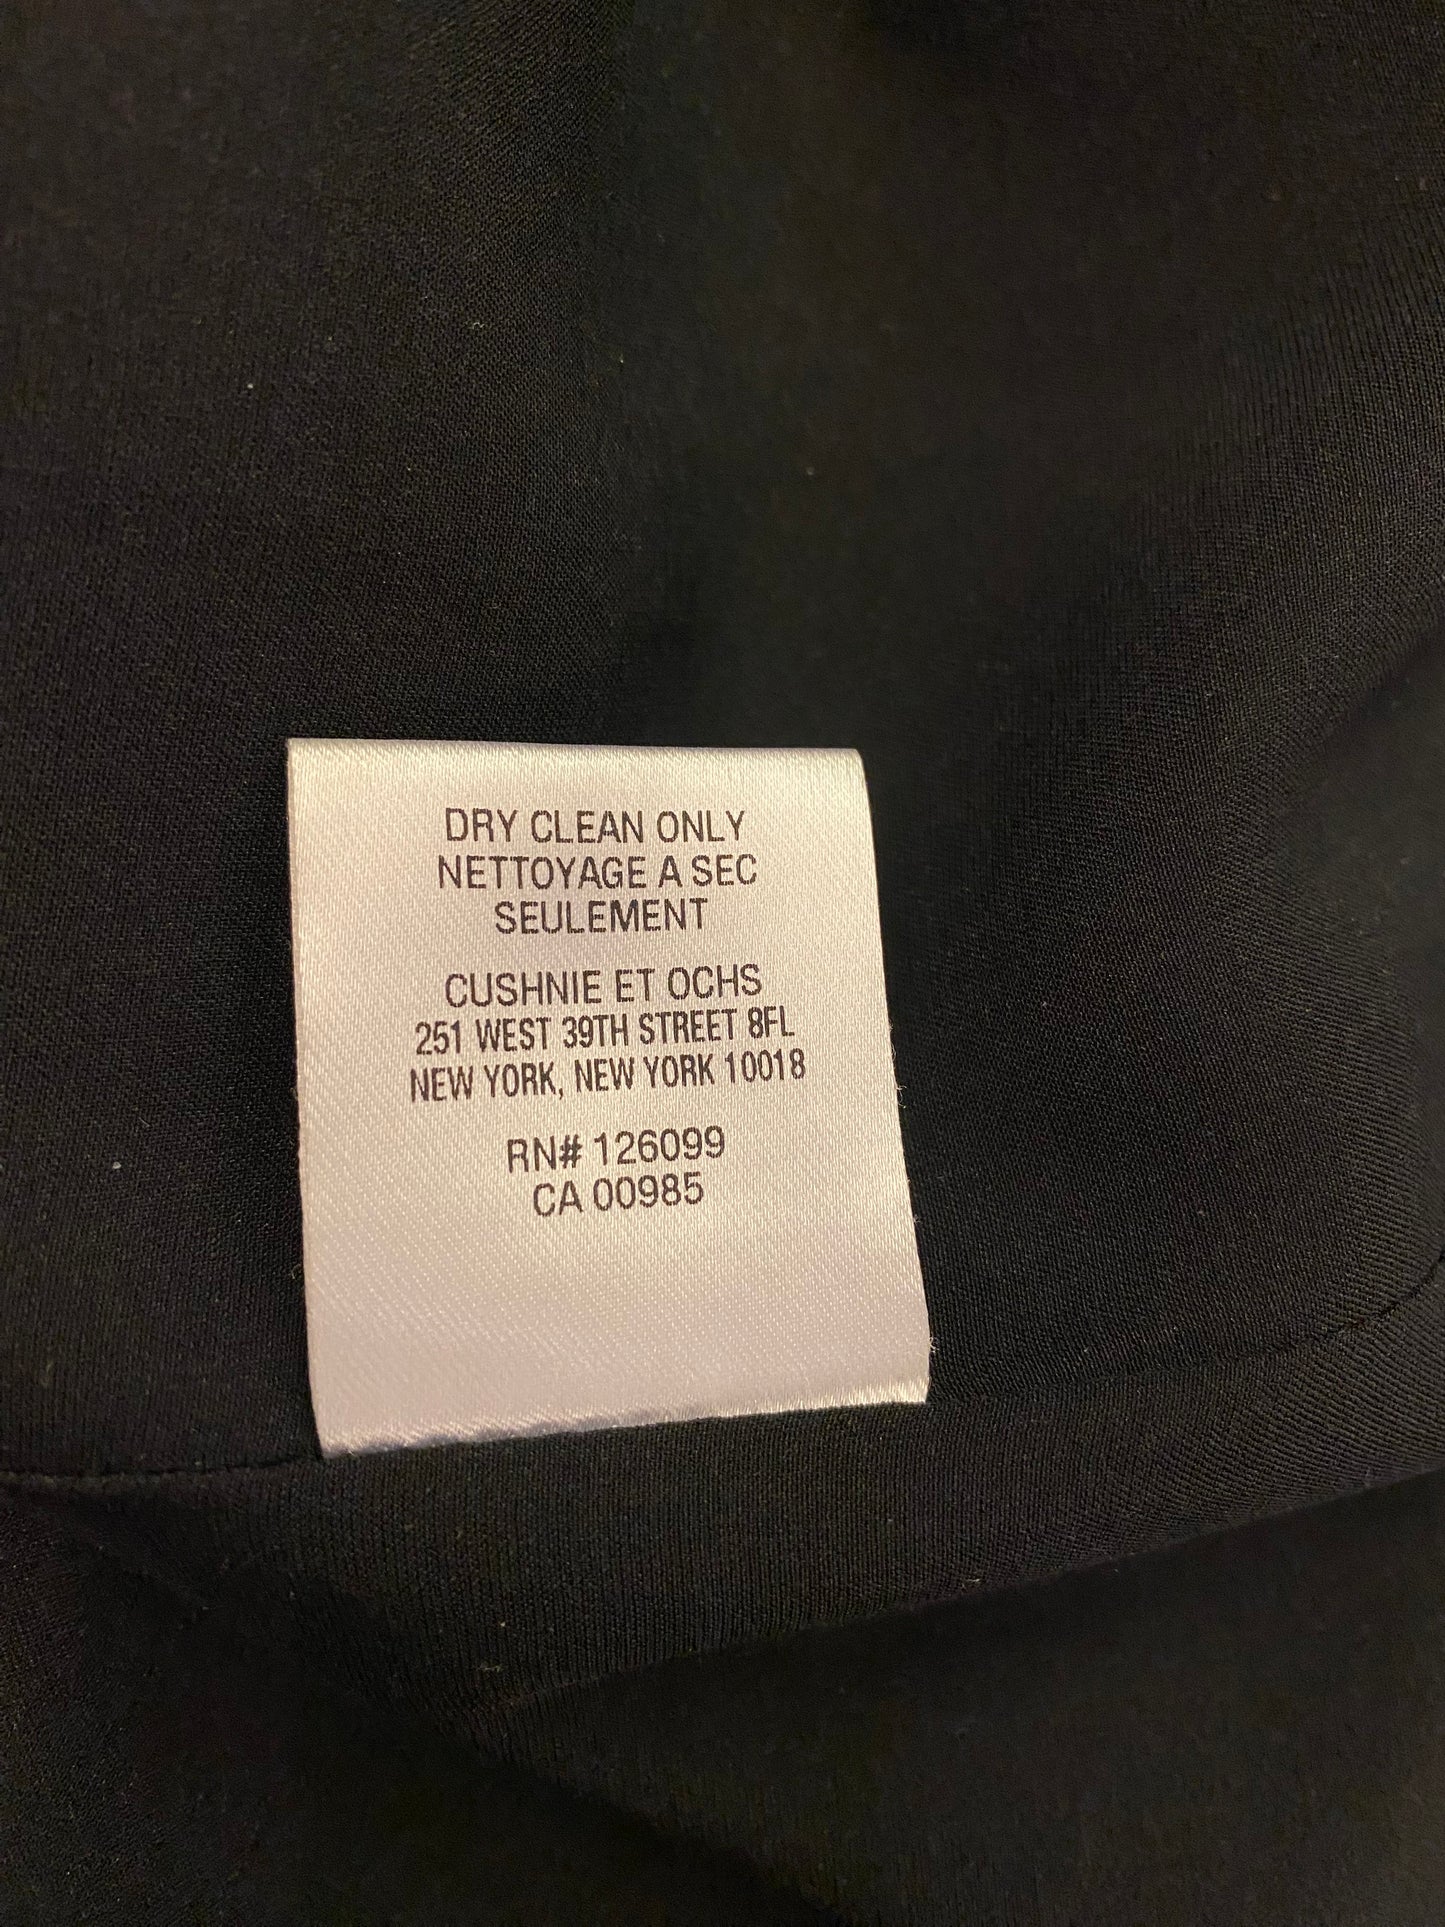 DRY CLEAN ONLY
NETTOYAGE A SEC
SEULEMENT
CUSHNIE ET OCHS
251 WEST 39TH STREET 8FL
NEW YORK, NEW YORK 10018
RN# 126099
CA 00985